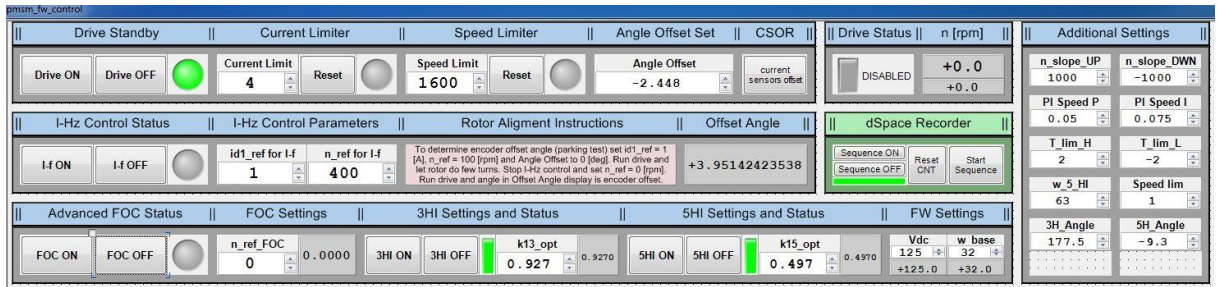 pmsm_fw_control
Drive Standby
Current Limiter
Speed Limiter
Angle Offset Set
CSOR
Drive Status
n [rpm]
Additional Settings
Drive ON
Drive OFF
Current Limit
4
Reset
Speed Limit
1600
Reset
Angle Offset
-2.448
current
sensors offset
DISABLED
+0.0
+0.0
n_slope_UP
n_slope_DWN
1000
-1000
PI Speed P
PI Speed I
0.05
0.075
T_lim_H
T_lim_L
2
-2
w_5_HI
Speed lim
63
1
3H_Angle
5H_Angle
177.5
-9.3
I-Hz Control Status
I-Hz Control Parameters
Rotor Aligment Instructions
Offset Angle
dSpace Recorder
I-f ON
I-f OFF
id1_ref for I-f
n_ref for I-f
1
400
To determine encoder offset angle (parking test) set id1_ref = 1
[A], n_ref = 100 [rpm] and Angle Offset to 0 [deg]. Run drive and
let rotor do few turns. Stop I-Hz control and set n_ref = 0 [rpm].
Run drive and angle in Offset Angle display is encoder offset.
+3.95142423538
Sequence ON
Sequence OFF
Reset
CNT
Start
Sequence
Advanced FOC Status
FOC Settings
3HI Settings and Status
5HI Settings and Status
FW Settings
FOC ON
FOC OFF
n_ref_FOC
0
0.0000
3HI ON
3HI OFF
k13_opt
0.927
0.9270
5HI ON
5HI OFF
k15_opt
0.497
0.4970
Vdc
w base
125
32
+125.0
+32.0